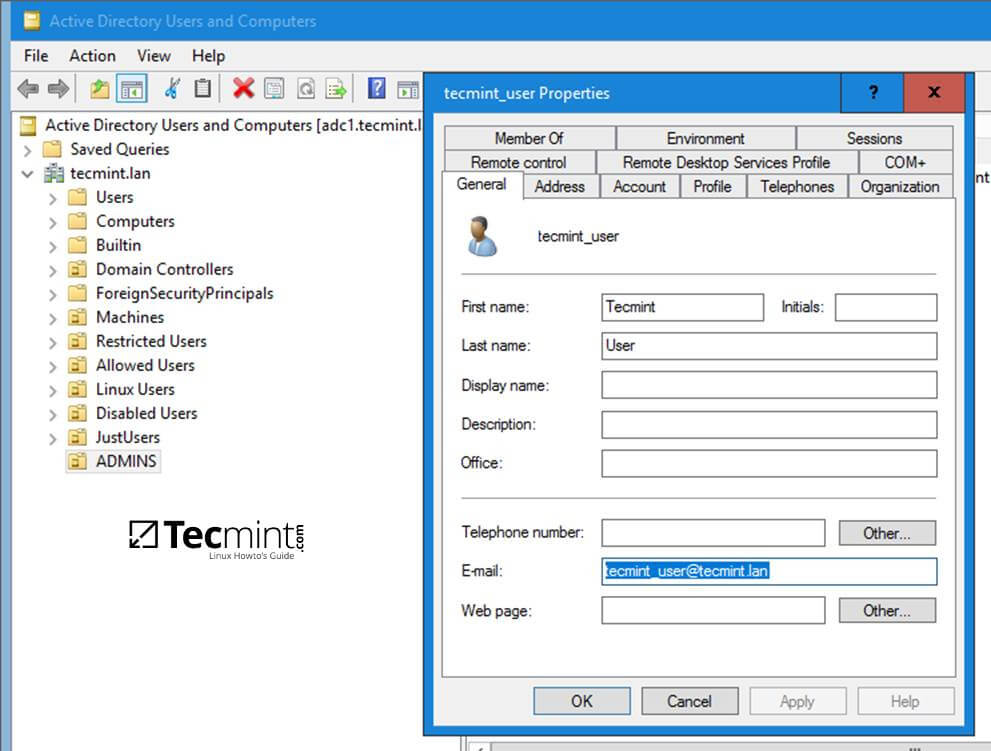 Active Directory Users and Computers
File Action View Help
Active Directory Users and Computers [adc1.tecmint.l
Saved Queries
tecmint.lan
Users
Computers
Builtin
Domain Controllers
ForeignSecurityPrincipals
Machines
Restricted Users
Allowed Users
Linux Users
Disabled Users
JustUsers
ADMINS
Tecmint.com
Linux Howto's Guide
tecmint_user Properties
? x
Member Of Environment Sessions
Remote control Remote Desktop Services Profile COM+
General Address Account Profile Telephones Organization
tecmint_user
First name: Tecmint Initials:
Last name: User
Display name:
Description:
Office:
Telephone number: Other...
E-mail: tecmint_user@tecmint.lan
Web page: Other...
OK Cancel Apply Help
nt